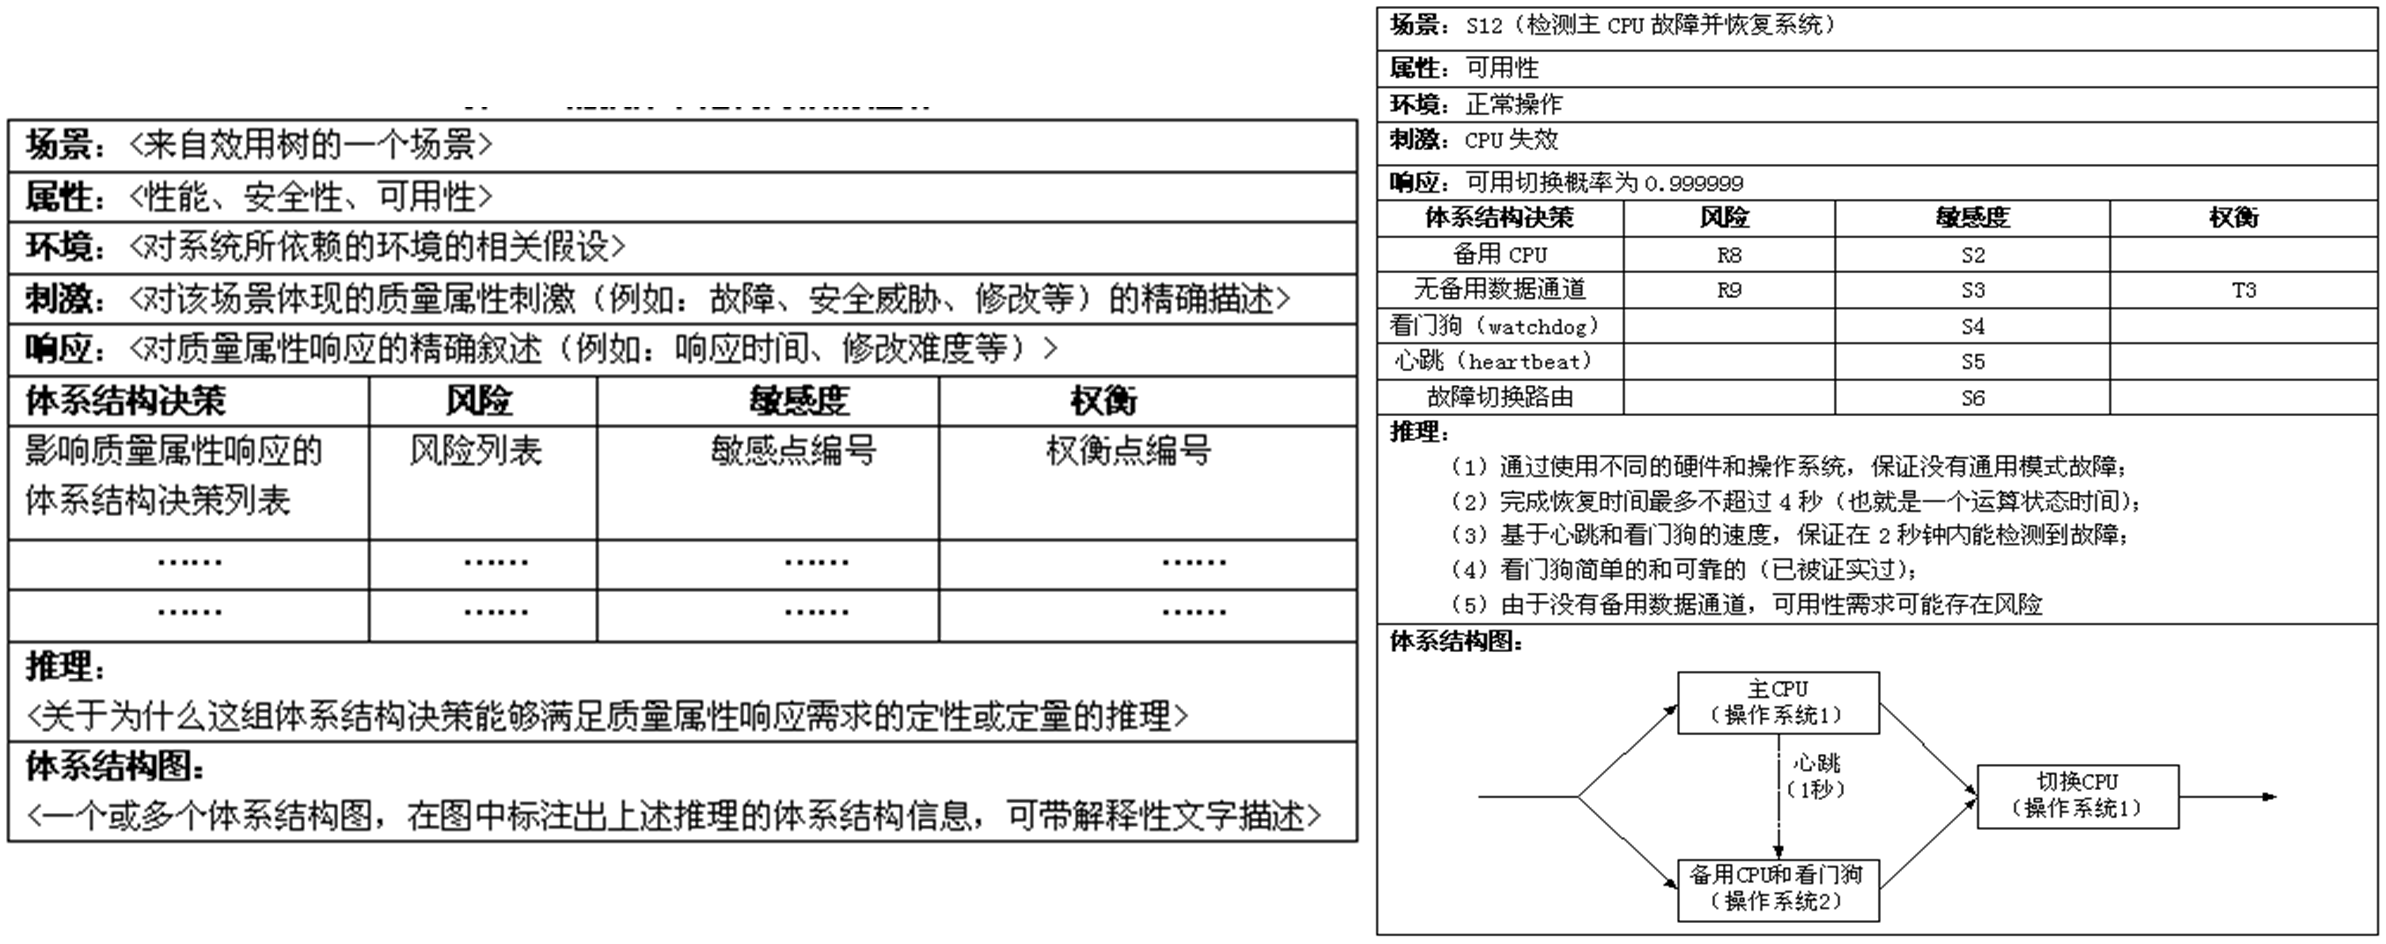 场景：<来自效用树的一个场景>
属性：<性能、安全性、可用性>
环境：<对系统所依赖的环境的相关假设>
刺激：<对该场景体现的质量属性刺激（例如：故障、安全威胁、修改等）的精确描述>
响应：<对质量属性响应的精确叙述（例如：响应时间、修改难度等）>
体系结构决策 风险 敏感度 权衡
影响质量属性响应的 风险列表 敏感点编号 权衡点编号
体系结构决策列表
…… …… …… ……
…… …… …… ……
推理：
<关于为什么这组体系结构决策能够满足质量属性响应需求的定性或定量的推理>
体系结构图：
<一个或多个体系结构图，在图中标注出上述推理的体系结构信息，可带解释性文字描述>
场景：S12（检测主CPU故障并恢复系统）
属性：可用性
环境：正常操作
刺激：CPU失效
响应：可用切换概率为0.999999
体系结构决策 风险 敏感度 权衡
备用CPU R8 S2
无备用数据通道 R9 S3 T3
看门狗（watchdog） S4
心跳（heartbeat） S5
故障切换路由 S6
推理：
（1）通过使用不同的硬件和操作系统，保证没有通用模式故障；
（2）完成恢复时间最多不超过4秒（也就是一个运算状态时间）；
（3）基于心跳和看门狗的速度，保证在2秒钟内能检测到故障；
（4）看门狗简单的和可靠的（已被证实过）；
（5）由于没有备用数据通道，可用性需求可能存在风险
体系结构图：
主CPU
（操作系统1）
心跳
（1秒）
切换CPU
（操作系统1）
备用CPU和看门狗
（操作系统2）